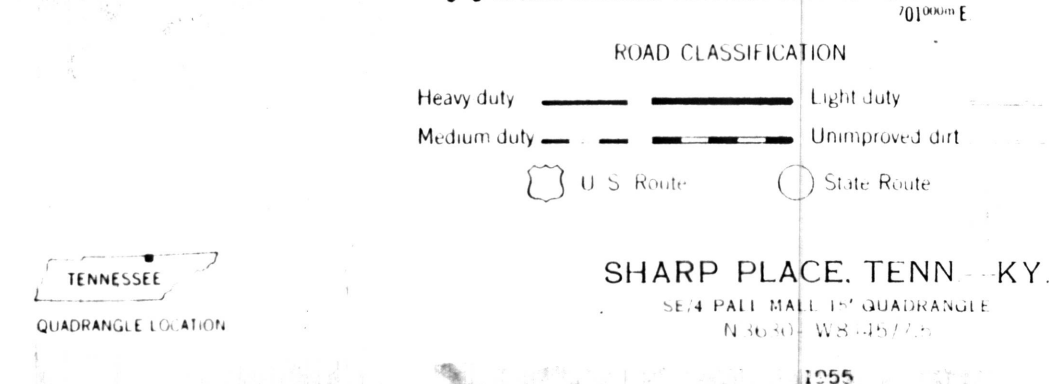 701000m E.
ROAD CLASSIFICATION
Heavy duty Light duty
Medium duty Unimproved dirt
U S Route State Route
TENNESSEE
QUADRANGLE LOCATION
SHARP PLACE. TENN - KY.
SE/4 PALL MALL 15' QUADRANGLE
1955